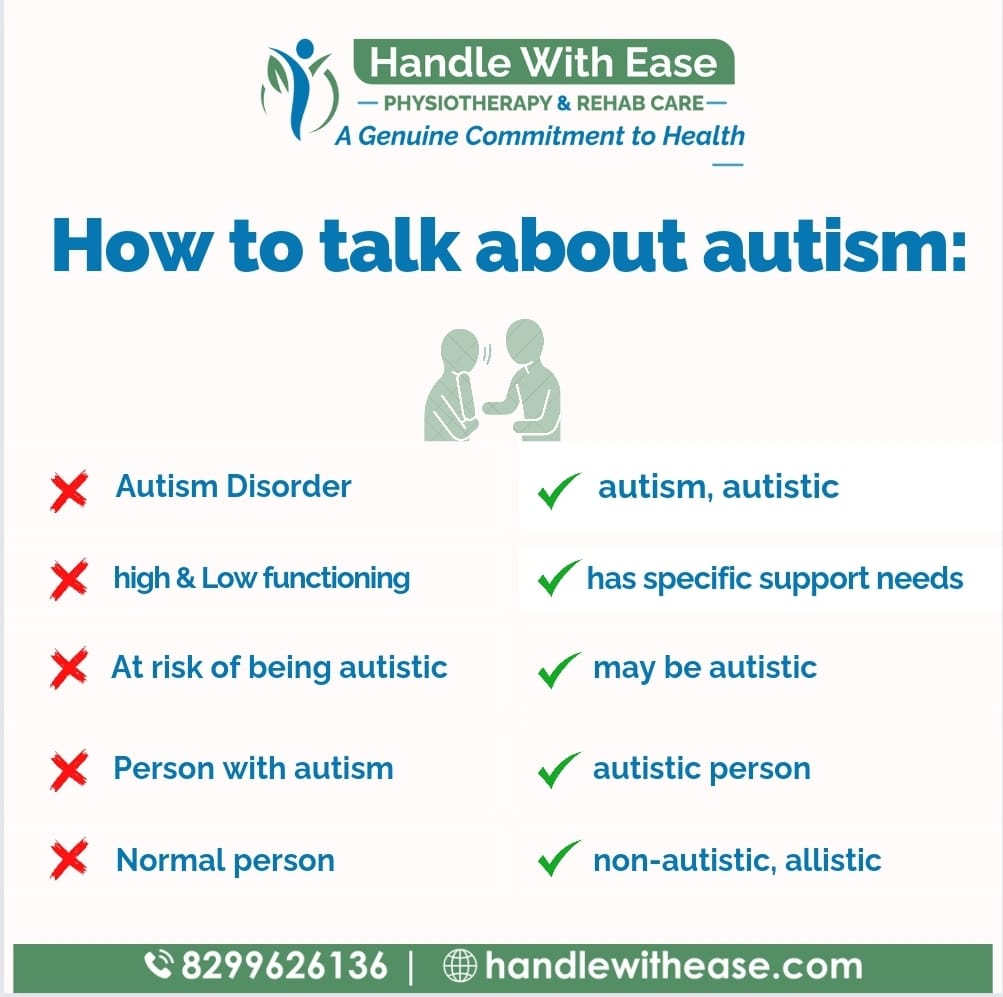 Handle With Ease
PHYSIOTHERAPY & REHAB CARE
A Genuine Commitment to Health
How to talk about autism:
Autism Disorder
autism, autistic
high & Low functioning
has specific support needs
At risk of being autistic
may be autistic
Person with autism
autistic person
Normal person
non-autistic, allistic
8299626136 | handlewithease.com